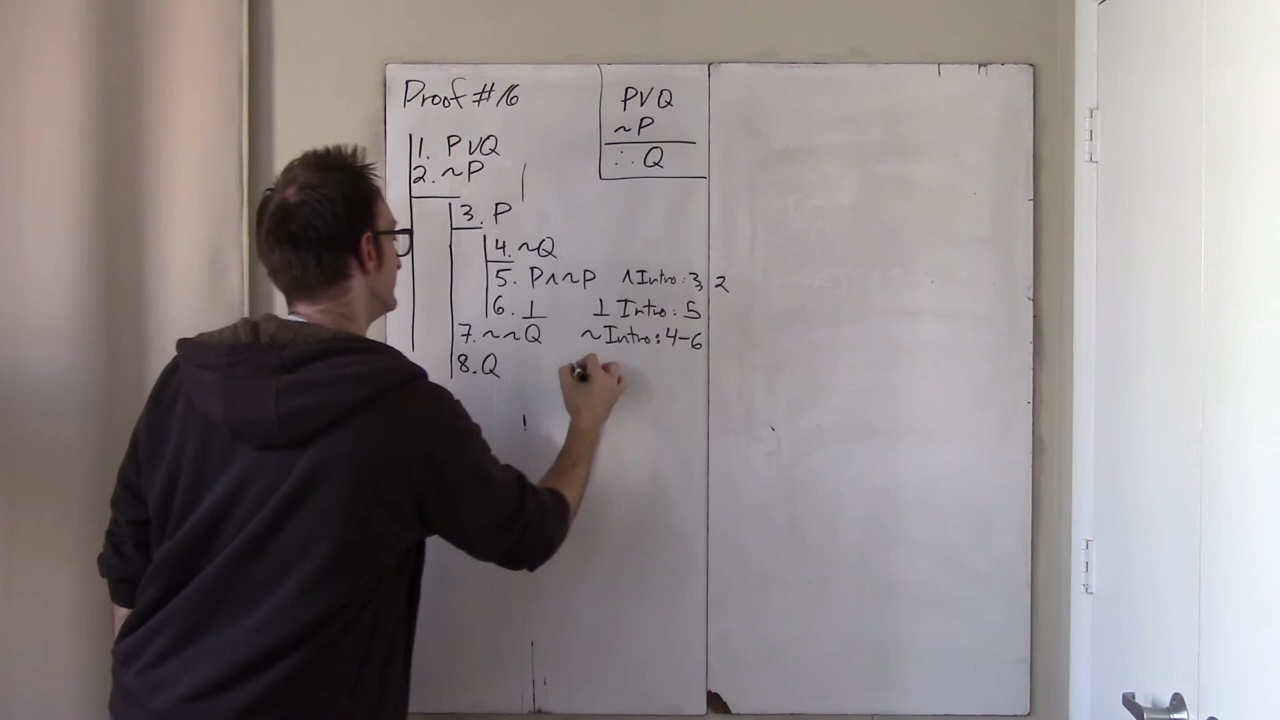 Proof #16
P∨Q
~P
∴ Q
1. P∨Q
2. ~P
3. P
4. ~Q
5. P∧~P ∧Intro: 3, 2
6. ⊥ ⊥ Intro: 5
7. ~~Q ~Intro: 4-6
8. Q